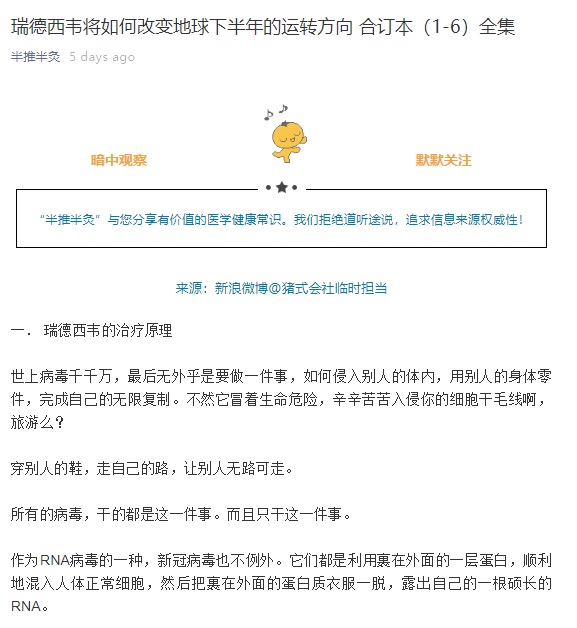 瑞德西韦将如何改变地球下半年的运转方向 合订本（1-6）全集
半推半灸 5 days ago
暗中观察 默默关注
“半推半灸”与您分享有价值的医学健康常识。我们拒绝道听途说，追求信息来源权威性！
来源：新浪微博@猪式会社临时担当
一． 瑞德西韦的治疗原理
世上病毒千千万，最后无外乎是要做一件事，如何侵入别人的体内，用别人的身体零
件，完成自己的无限复制。不然它冒着生命危险，辛辛苦苦入侵你的细胞干毛线啊，
旅游么？
穿别人的鞋，走自己的路，让别人无路可走。
所有的病毒，干的都是这一件事。而且只干这一件事。
作为RNA病毒的一种，新冠病毒也不例外。它们都是利用裹在外面的一层蛋白，顺利
地混入人体正常细胞，然后把裹在外面的蛋白质衣服一脱，露出自己的一根硕长的
RNA。